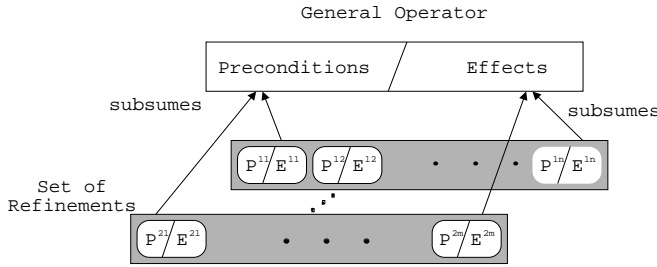 General Operator
Preconditions / Effects
subsumes
subsumes
P¹¹/E¹¹ P¹²/E¹² . . . P¹ⁿ/E¹ⁿ
Set of
Refinements
P²¹/E²¹ . . . P²ᵐ/E²ᵐ